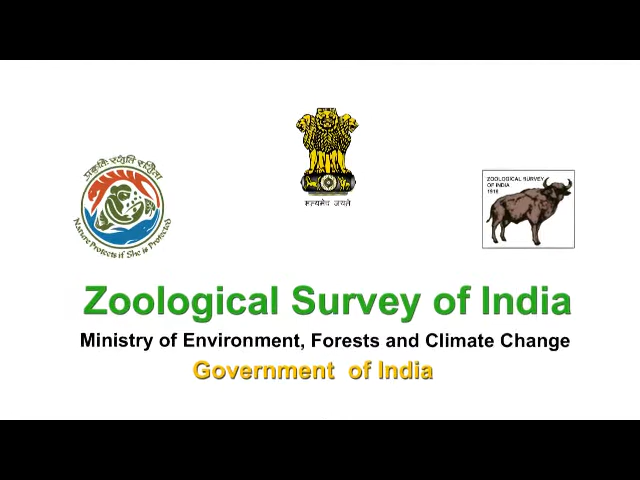 प्रकृतिः रक्षति रक्षिता
Nature Protects if She is Protected
सत्यमेव जयते
ZOOLOGICAL SURVEY
OF INDIA
1916
Zoological Survey of India
Ministry of Environment, Forests and Climate Change
Government of India